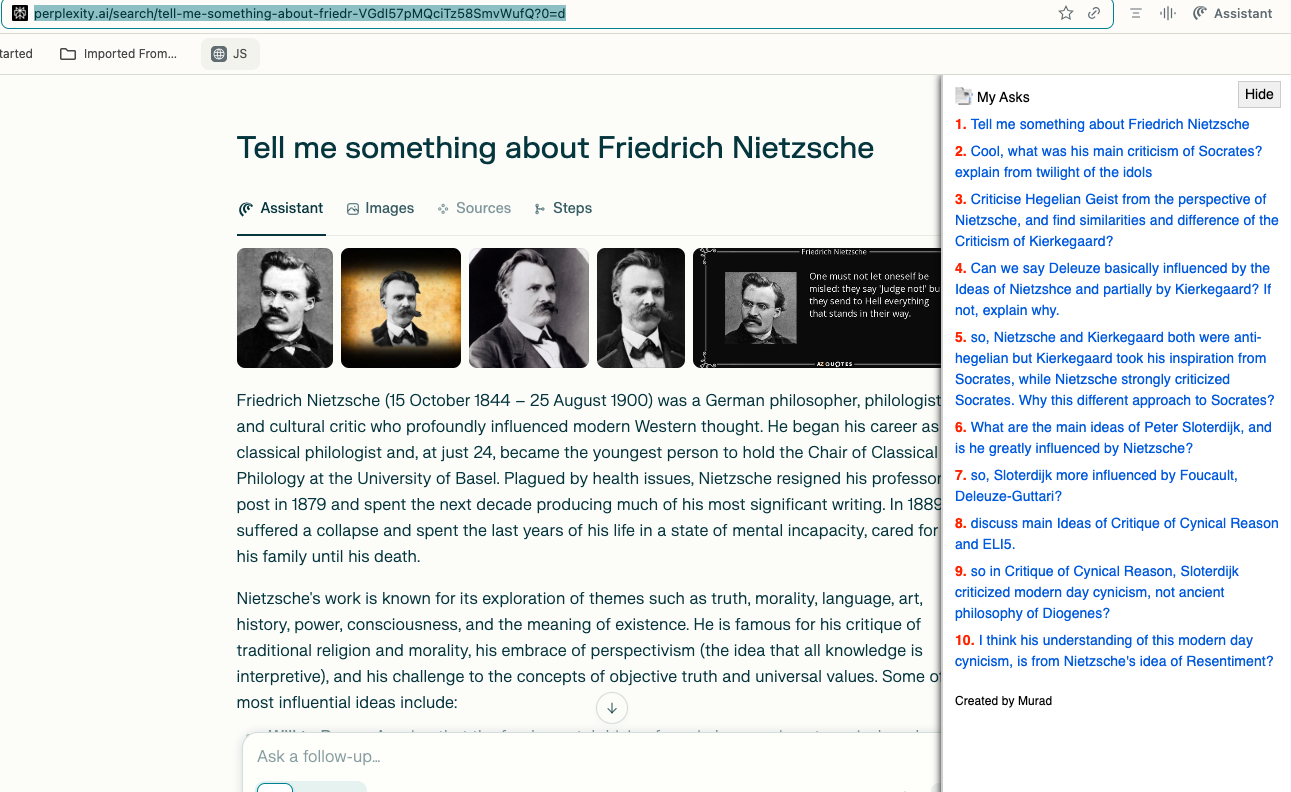 perplexity.ai/search/tell-me-something-about-friedr-VGdI57pMQciTz58SmvWufQ?0=d
Assistant
tarted
Imported From...
JS
Tell me something about Friedrich Nietzsche
Assistant
Images
Sources
Steps
Friedrich Nietzsche
One must not let oneself be
misled: they say 'Judge not!' bu
they send to Hell everything
that stands in their way.
AZ QUOTES
Friedrich Nietzsche (15 October 1844 – 25 August 1900) was a German philosopher, philologist
and cultural critic who profoundly influenced modern Western thought. He began his career as
classical philologist and, at just 24, became the youngest person to hold the Chair of Classical
Philology at the University of Basel. Plagued by health issues, Nietzsche resigned his professor
post in 1879 and spent the next decade producing much of his most significant writing. In 1889
suffered a collapse and spent the last years of his life in a state of mental incapacity, cared for
his family until his death.
Nietzsche's work is known for its exploration of themes such as truth, morality, language, art,
history, power, consciousness, and the meaning of existence. He is famous for his critique of
traditional religion and morality, his embrace of perspectivism (the idea that all knowledge is
interpretive), and his challenge to the concepts of objective truth and universal values. Some of
most influential ideas include:
Ask a follow-up...
My Asks
Hide
1. Tell me something about Friedrich Nietzsche
2. Cool, what was his main criticism of Socrates?
explain from twilight of the idols
3. Criticise Hegelian Geist from the perspective of
Nietzsche, and find similarities and difference of the
Criticism of Kierkegaard?
4. Can we say Deleuze basically influenced by the
Ideas of Nietzshce and partially by Kierkegaard? If
not, explain why.
5. so, Nietzsche and Kierkegaard both were anti-
hegelian but Kierkegaard took his inspiration from
Socrates, while Nietzsche strongly criticized
Socrates. Why this different approach to Socrates?
6. What are the main ideas of Peter Sloterdijk, and
is he greatly influenced by Nietzsche?
7. so, Sloterdijk more influenced by Foucault,
Deleuze-Guttari?
8. discuss main Ideas of Critique of Cynical Reason
and ELI5.
9. so in Critique of Cynical Reason, Sloterdijk
criticized modern day cynicism, not ancient
philosophy of Diogenes?
10. I think his understanding of this modern day
cynicism, is from Nietzsche's idea of Resentiment?
Created by Murad